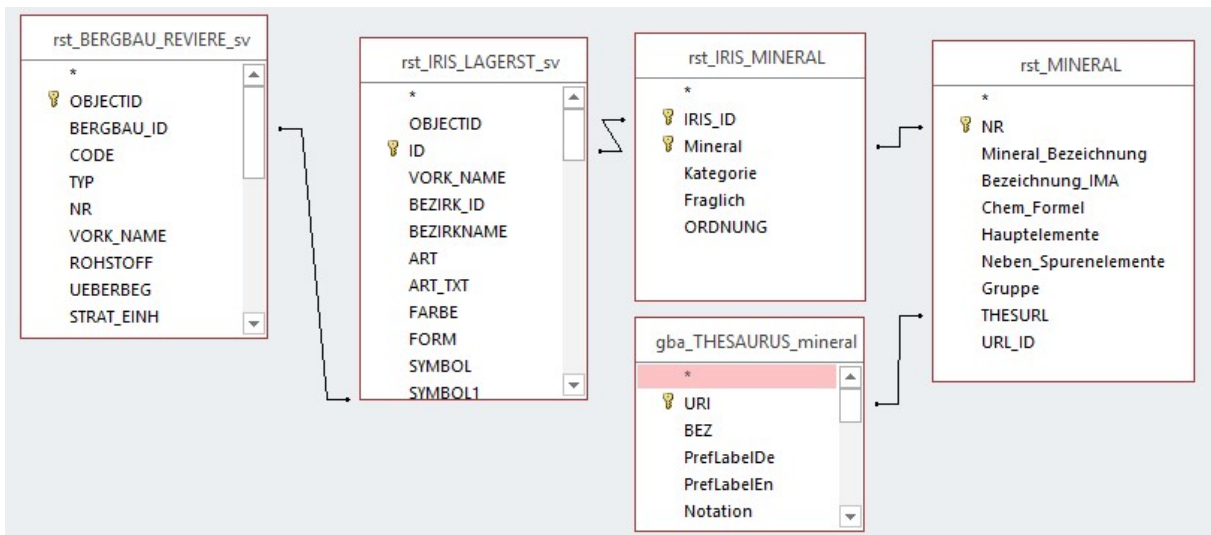 rst_BERGBAU_REVIERE_sv
*
OBJECTID
BERGBAU_ID
CODE
TYP
NR
VORK_NAME
ROHSTOFF
UEBERBEG
STRAT_EINH
rst_IRIS_LAGERST_sv
*
OBJECTID
ID
VORK_NAME
BEZIRK_ID
BEZIRKNAME
ART
ART_TXT
FARBE
FORM
SYMBOL
SYMBOL1
rst_IRIS_MINERAL
*
IRIS_ID
Mineral
Kategorie
Fraglich
ORDNUNG
gba_THESAURUS_mineral
*
URI
BEZ
PrefLabelDe
PrefLabelEn
Notation
rst_MINERAL
*
NR
Mineral_Bezeichnung
Bezeichnung_IMA
Chem_Formel
Hauptelemente
Neben_Spurenelemente
Gruppe
THESURL
URL_ID